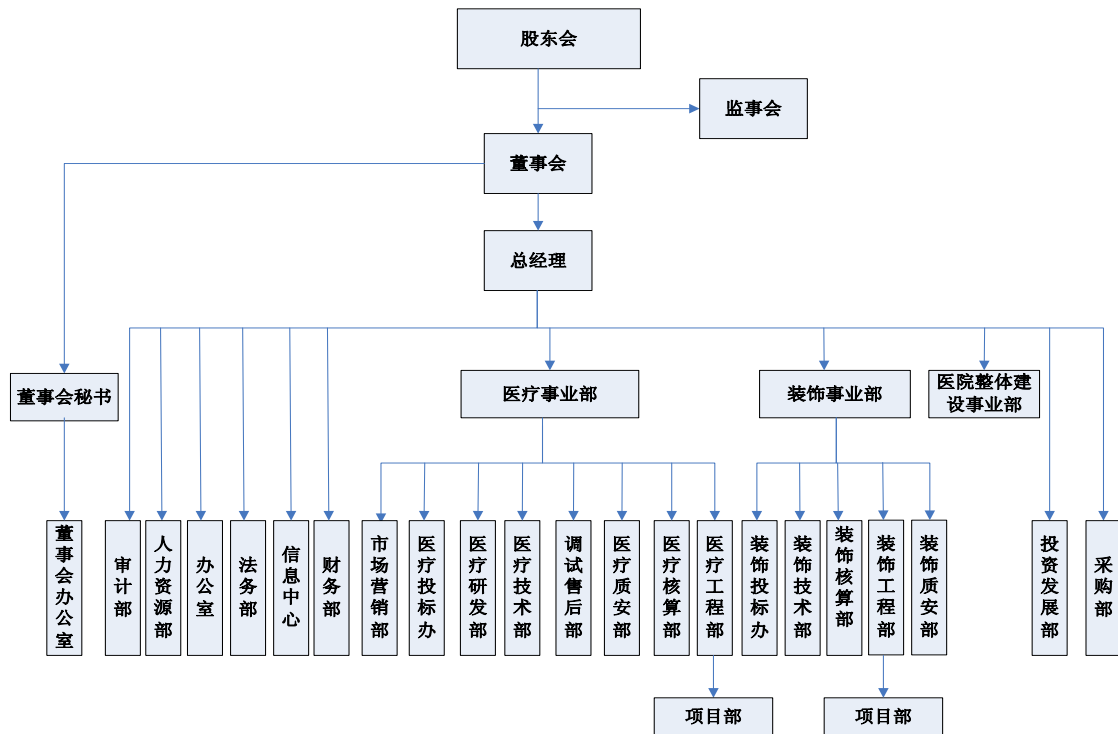 股东会
监事会
董事会
总经理
董事会秘书
医疗事业部
装饰事业部
医院整体建
设事业部
董事会办公室
审计部
人力资源部
办公室
法务部
信息中心
财务部
市场营销部
医疗投标办
医疗研发部
医疗技术部
调试售后部
医疗质安部
医疗核算部
医疗工程部
装饰投标办
装饰技术部
装饰核算部
装饰工程部
装饰质安部
投资发展部
采购部
项目部
项目部